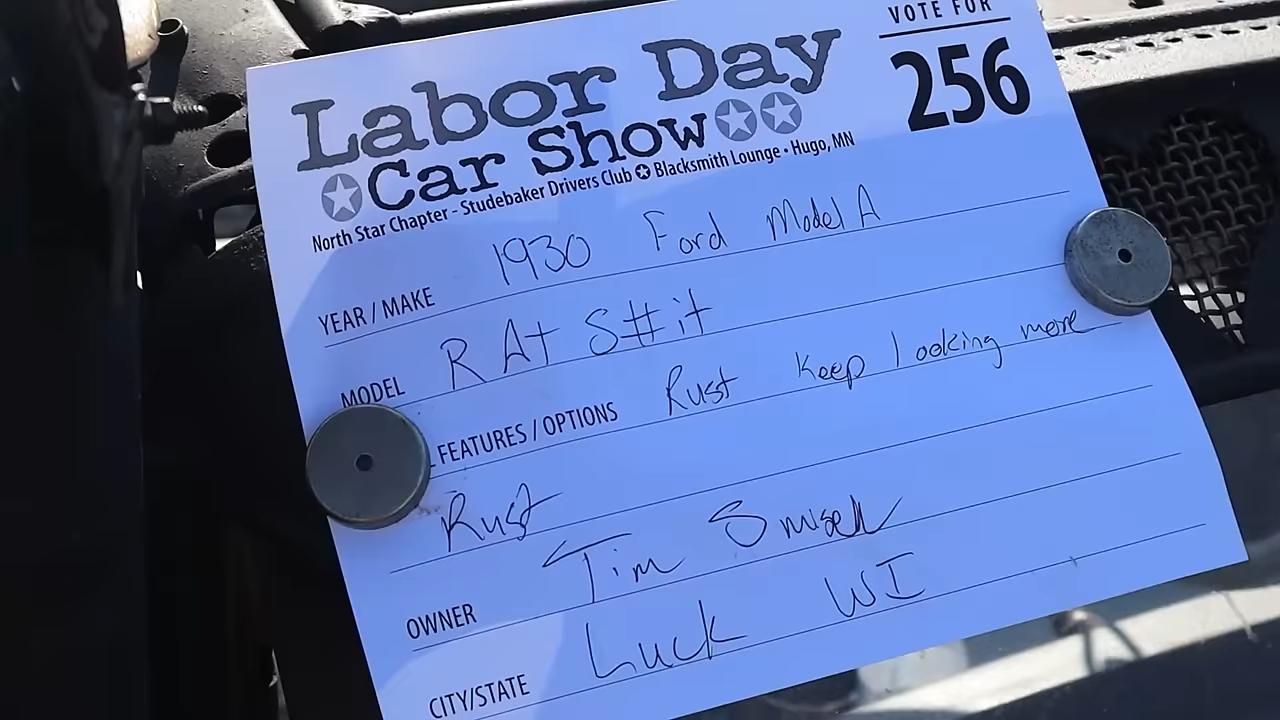 VOTE FOR
256
Labor Day
Car Show
North Star Chapter - Studebaker Drivers Club Blacksmith Lounge • Hugo, MN
YEAR / MAKE 1930 Ford Model A
MODEL RAt S#it
FEATURES / OPTIONS Rust Keep looking more
Rust
OWNER Tim
CITY/STATE Luck WI